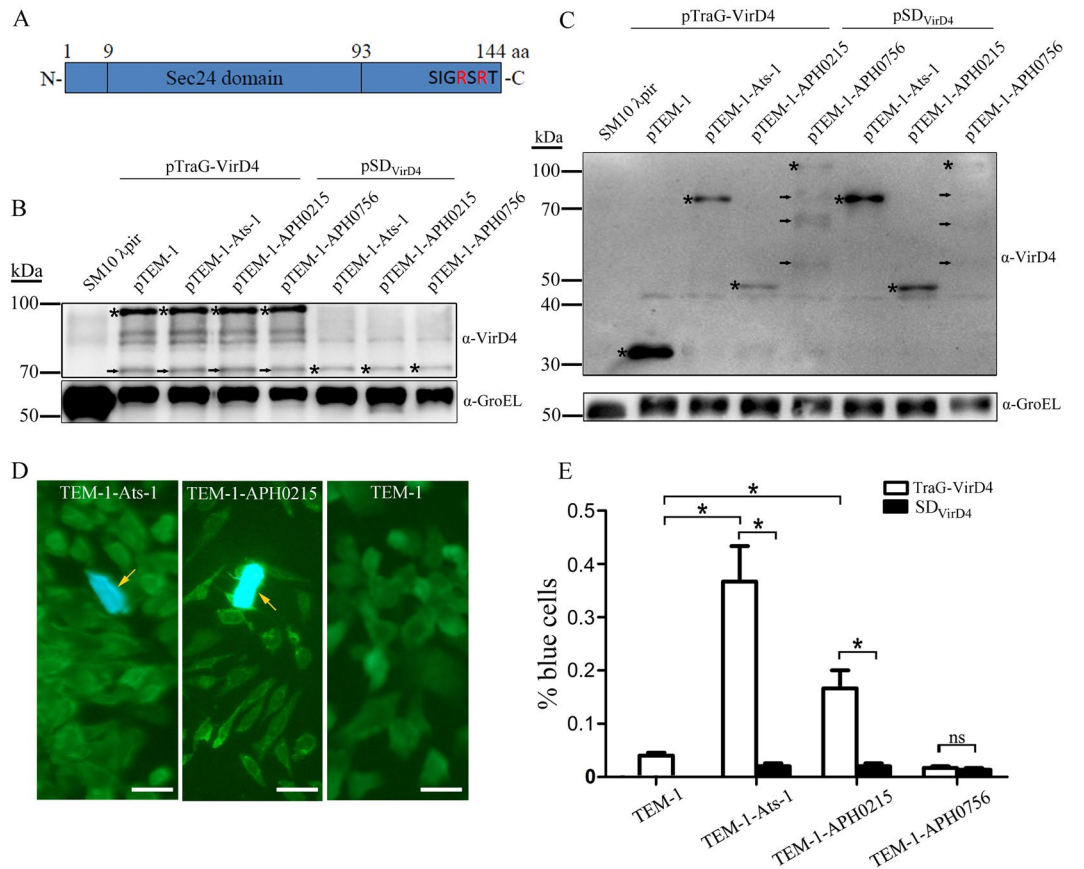 A
1 9 93 144 aa
N- Sec24 domain SIGRSRT -C
B
pTraG-VirD4 pSDVirD4
SM10 λpir pTEM-1 pTEM-1-Ats-1 pTEM-1-APH0215 pTEM-1-APH0756 pTEM-1-Ats-1 pTEM-1-APH0215 pTEM-1-APH0756
kDa
100
* * * *
α-VirD4
70 * * *
α-GroEL
50
C
pTraG-VirD4 pSDVirD4
SM10 λpir pTEM-1 pTEM-1-Ats-1 pTEM-1-APH0215 pTEM-1-APH0756 pTEM-1-Ats-1 pTEM-1-APH0215 pTEM-1-APH0756
kDa
100 * *
* *
70
α-VirD4
50 * *
40
*
30
α-GroEL
50
D
TEM-1-Ats-1 TEM-1-APH0215 TEM-1
E
TraG-VirD4
SDVirD4
% blue cells
0.5
0.4
0.3
0.2
0.1
0
* * * *
ns
TEM-1 TEM-1-Ats-1 TEM-1-APH0215 TEM-1-APH0756